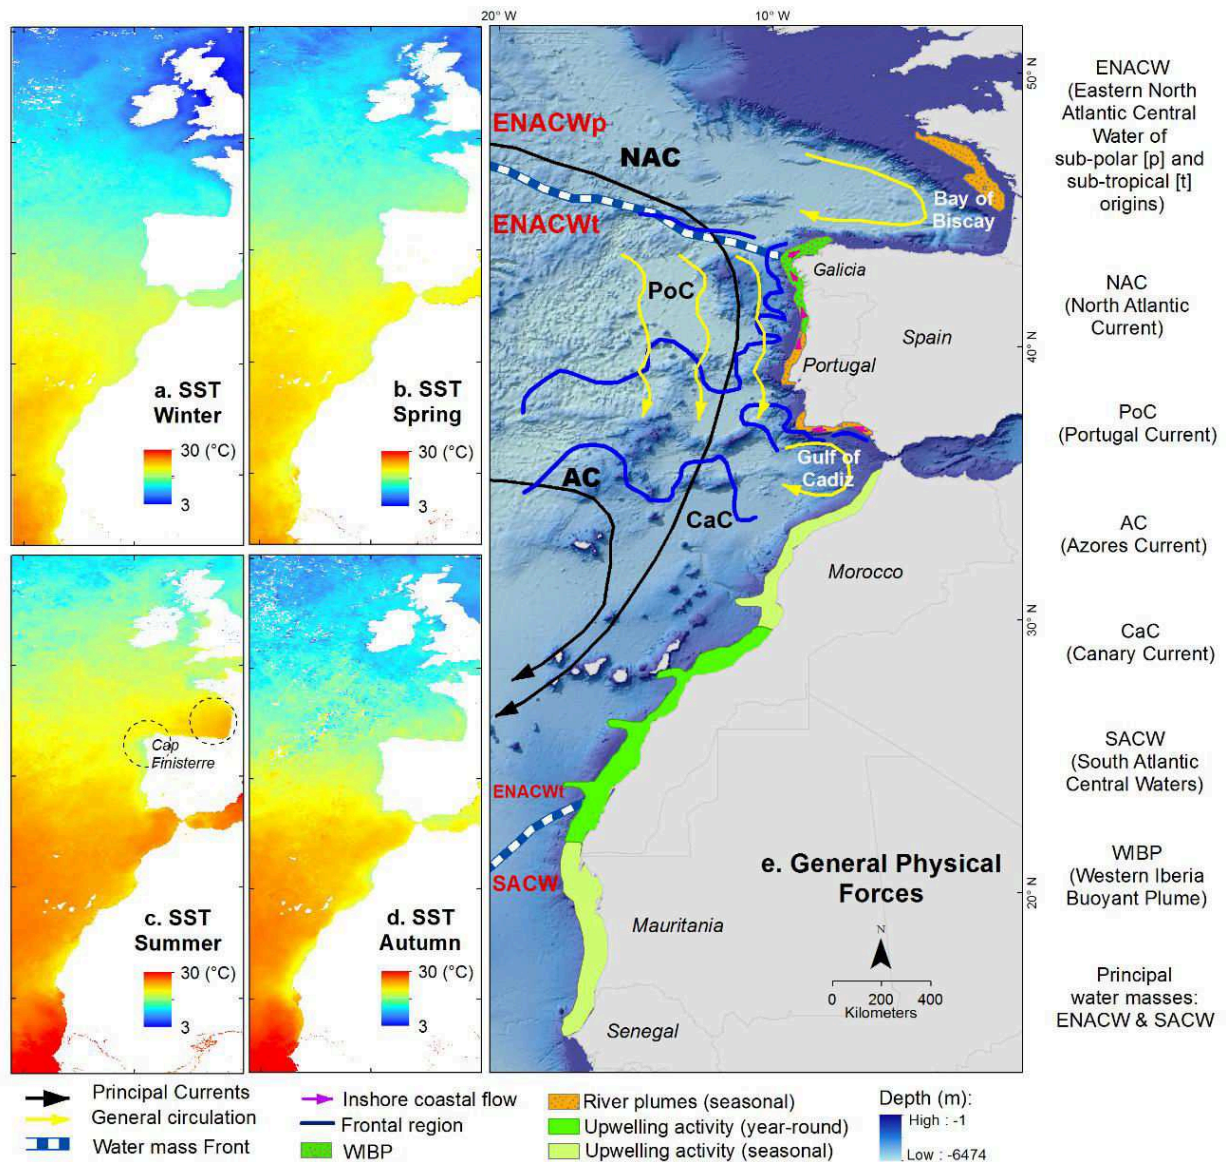 20° W
10° W
50° N
40° N
30° N
20° N
a. SST
Winter
30 (°C)
3
b. SST
Spring
30 (°C)
3
Cap
Finisterre
c. SST
Summer
30 (°C)
3
d. SST
Autumn
30 (°C)
3
ENACWp
NAC
ENACWt
Bay of
Biscay
Galicia
PoC
Spain
Portugal
Gulf of
Cadiz
AC
CaC
Morocco
ENACWt
SACW
e. General Physical
Forces
Mauritania
N
0 200 400
Kilometers
Senegal
ENACW
(Eastern North
Atlantic Central
Water of
sub-polar [p] and
sub-tropical [t]
origins)
NAC
(North Atlantic
Current)
PoC
(Portugal Current)
AC
(Azores Current)
CaC
(Canary Current)
SACW
(South Atlantic
Central Waters)
WIBP
(Western Iberia
Buoyant Plume)
Principal
water masses:
ENACW & SACW
Principal Currents
General circulation
Water mass Front
Inshore coastal flow
Frontal region
WIBP
River plumes (seasonal)
Upwelling activity (year-round)
Upwelling activity (seasonal)
Depth (m):
High : -1
Low : -6474